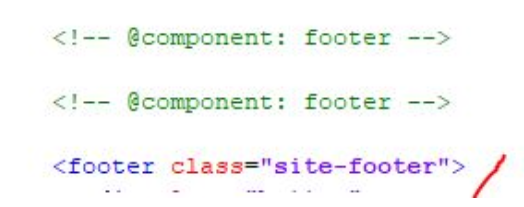 <!-- @component: footer -->
<!-- @component: footer -->
<footer class="site-footer">